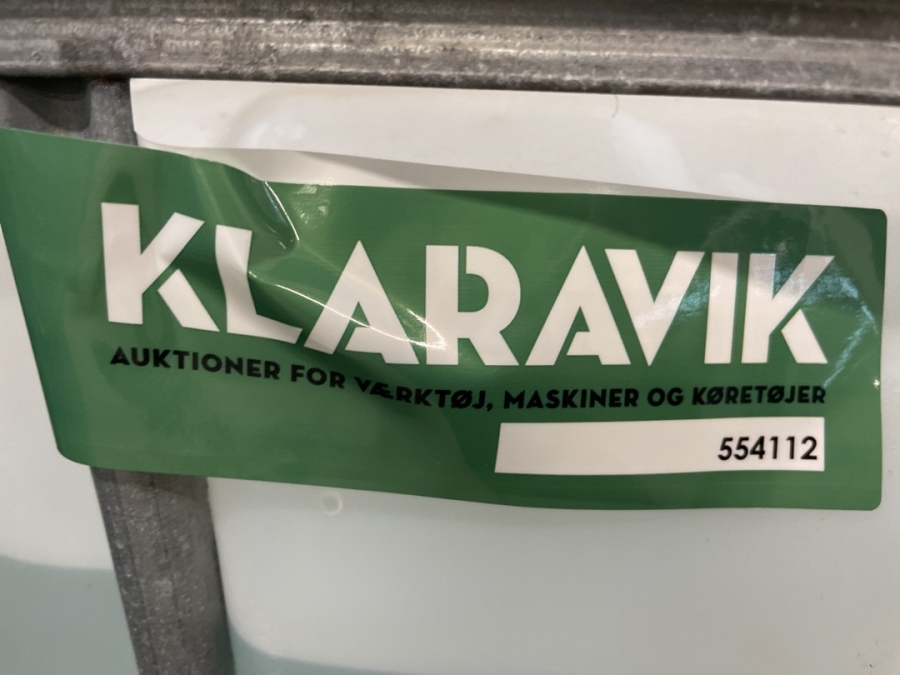 KLARAVIK
AUKTIONER FOR VÆRKTØJ, MASKINER OG KØRETØJER
554112